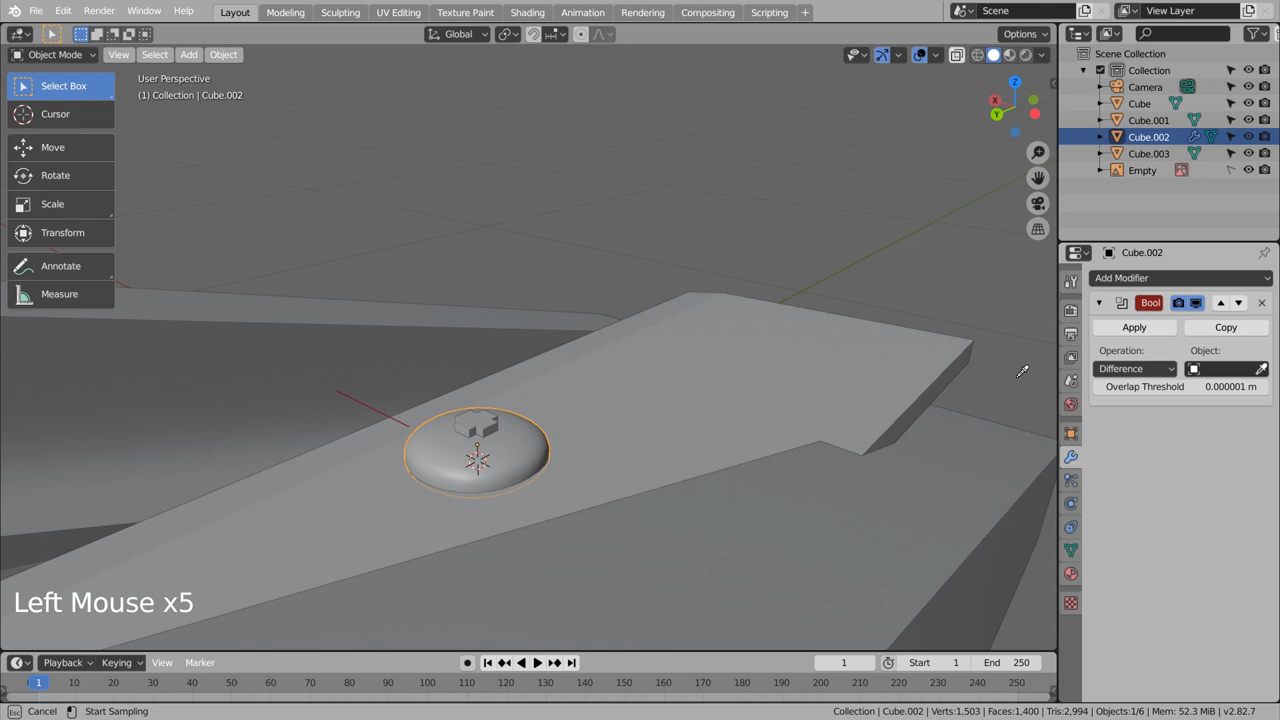 File Edit Render Window Help Layout Modeling Sculpting UV Editing Texture Paint Shading Animation Rendering Compositing Scripting + Scene View Layer
Global Options
Object Mode View Select Add Object
Select Box
Cursor
Move
Rotate
Scale
Transform
Annotate
Measure
User Perspective
(1) Collection | Cube.002
Z
X
Y
Left Mouse x5
Scene Collection
Collection
Camera
Cube
Cube.001
Cube.002
Cube.003
Empty
Cube.002
Add Modifier
Bool
Apply Copy
Operation: Object:
Difference
Overlap Threshold 0.000001 m
Playback Keying View Marker 1 Start 1 End 250
1 10 20 30 40 50 60 70 80 90 100 110 120 130 140 150 160 170 180 190 200 210 220 230 240 250
Esc Cancel Start Sampling Collection | Cube.002 | Verts:1,503 | Faces:1,400 | Tris:2,994 | Objects:1/6 | Mem: 52.3 MiB | v2.82.7